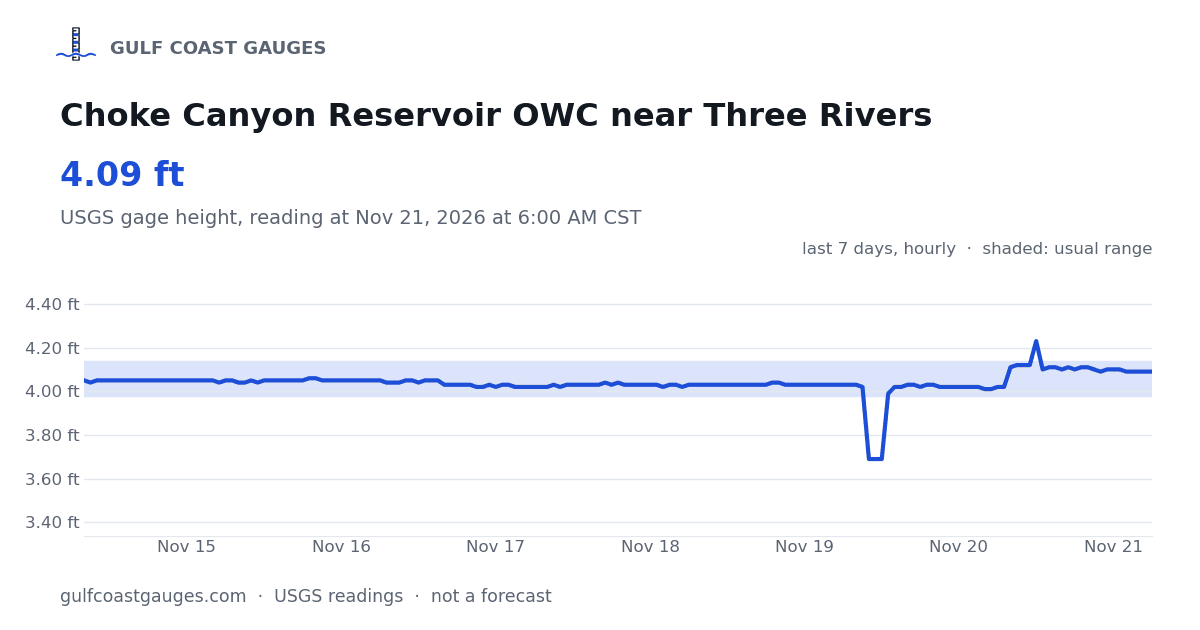 GULF COAST GAUGES
Choke Canyon Reservoir OWC near Three Rivers
4.09 ft
USGS gage height, reading at Nov 21, 2026 at 6:00 AM CST
last 7 days, hourly · shaded: usual range
4.40 ft
4.20 ft
4.00 ft
3.80 ft
3.60 ft
3.40 ft
Nov 15 Nov 16 Nov 17 Nov 18 Nov 19 Nov 20 Nov 21
gulfcoastgauges.com · USGS readings · not a forecast